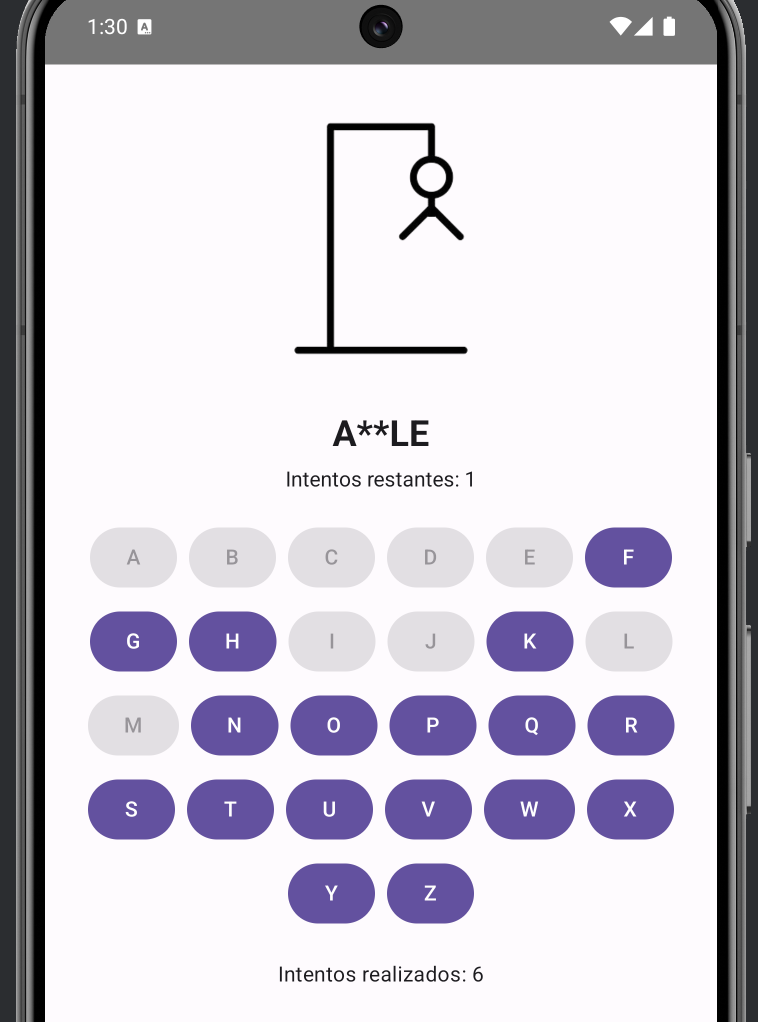 1:30 A
A**LE
Intentos restantes: 1
A B C D E F
G H I J K L
M N O P Q R
S T U V W X
Y Z
Intentos realizados: 6